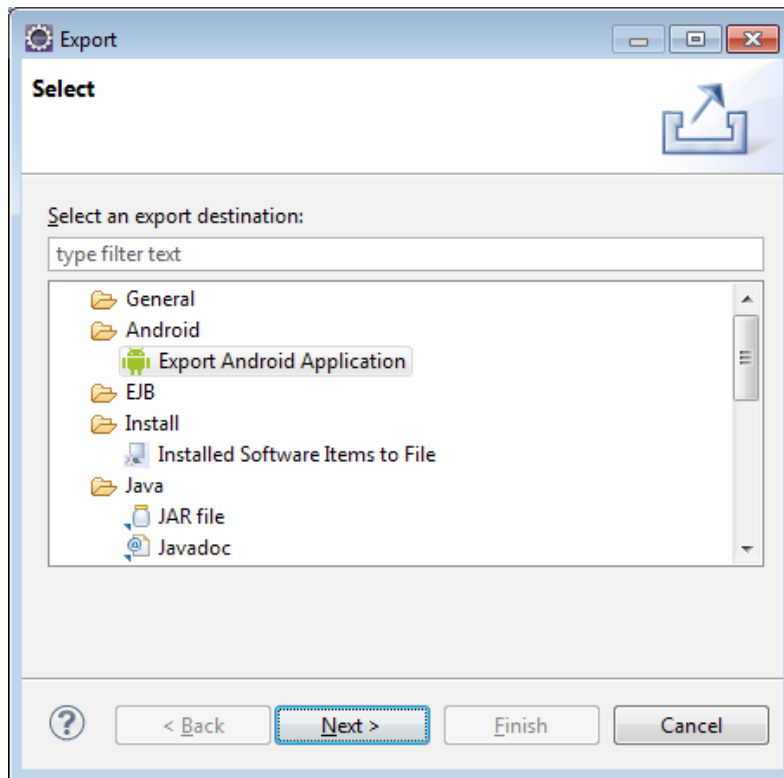 Export
Select
Select an export destination:
type filter text
General
Android
Export Android Application
EJB
Install
Installed Software Items to File
Java
JAR file
Javadoc
? < Back Next > Finish Cancel